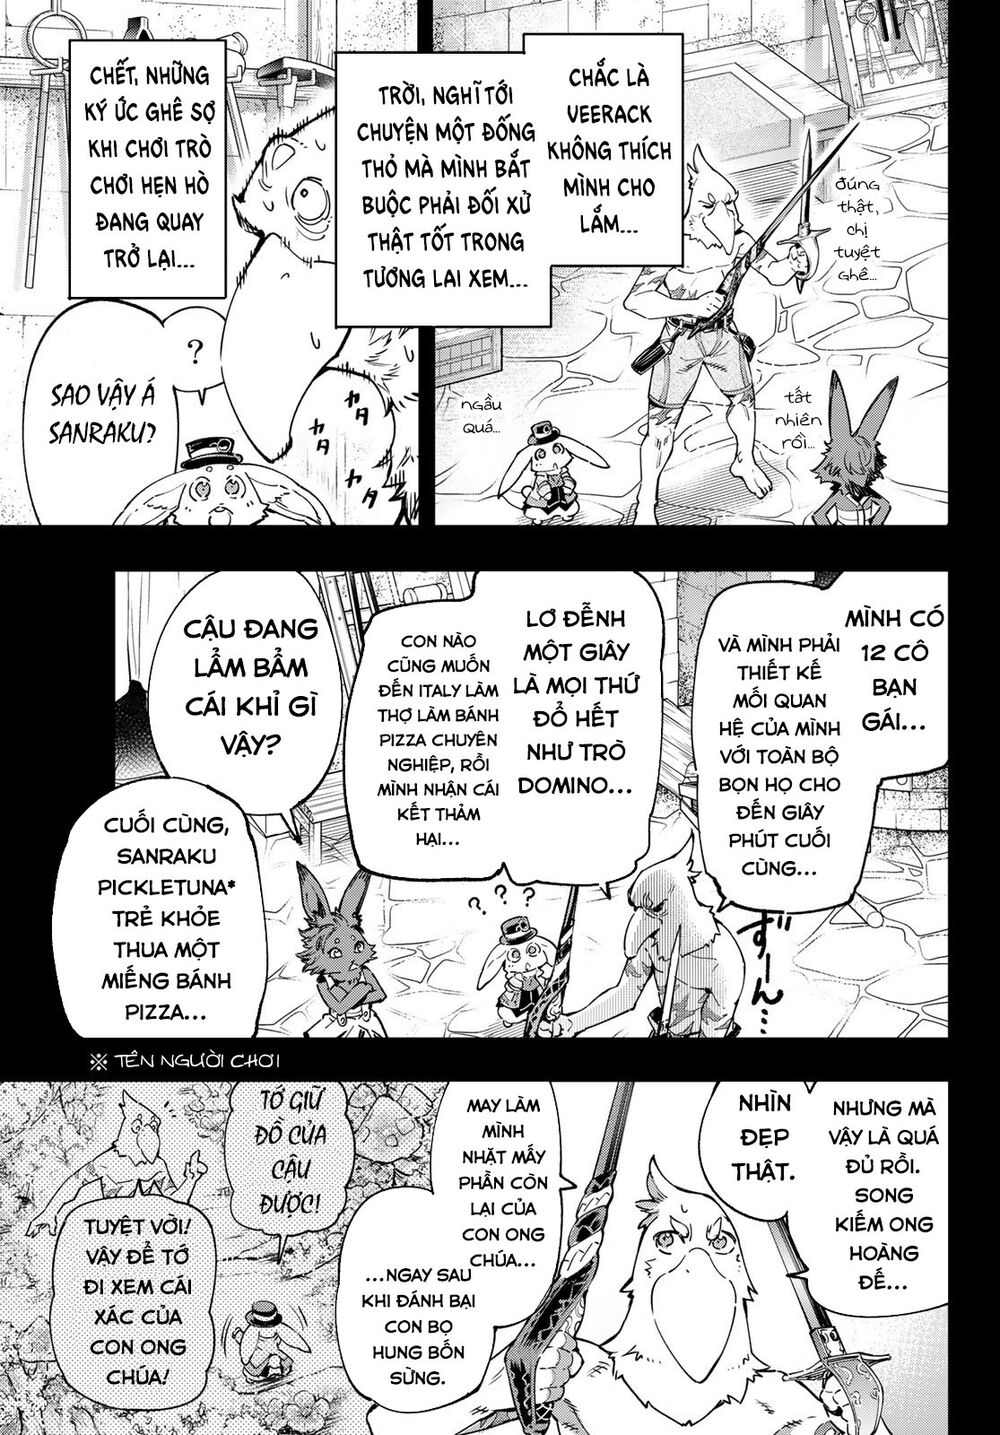 CHẮC LÀ
VEERACK
KHÔNG THÍCH
MÌNH CHO
LẮM...
TRỜI, NGHĨ TỚI
CHUYỆN MỘT ĐỐNG
THỎ MÀ MÌNH BẮT
BUỘC PHẢI ĐỐI XỬ
THẬT TỐT TRONG
TƯƠNG LAI XEM...
đúng
thật,
chị
tuyệt
ghê...
ngầu
quá...
tất
nhiên
rồi...
CHẾT, NHỮNG
KÝ ỨC GHÊ SỢ
KHI CHƠI TRÒ
CHƠI HẸN HÒ
ĐANG QUAY
TRỞ LẠI...
?
SAO VẬY Á
SANRAKU?
カタ
カタ
MÌNH CÓ
12 CÔ
BẠN
GÁI...
VÀ MÌNH PHẢI
THIẾT KẾ
MỐI QUAN
HỆ CỦA MÌNH
VỚI TOÀN BỘ
BỌN HỌ CHO
ĐẾN GIÂY
PHÚT CUỐI
CÙNG...
LƠ ĐỄNH
MỘT GIÂY
LÀ MỌI THỨ
ĐỔ HẾT
NHƯ TRÒ
DOMINO...
CON NÀO
CŨNG MUỐN
ĐẾN ITALY LÀM
THỢ LÀM BÁNH
PIZZA CHUYÊN
NGHIỆP, RỒI
MÌNH NHẬN CÁI
KẾT THẢM
HẠI...
CẬU ĐANG
LẨM BẨM
CÁI KHỈ GÌ
VẬY?
CUỐI CÙNG,
SANRAKU
PICKLETUNA*
TRẺ KHỎE
THUA MỘT
MIẾNG BÁNH
PIZZA...
? ? ?
ずーん...
※ TÊN NGƯỜI CHƠI
NHƯNG MÀ
VẬY LÀ QUÁ
ĐỦ RỒI.
SONG
KIẾM ONG
HOÀNG
ĐẾ...
NHÌN
ĐẸP
THẬT.
MAY LÀM
MÌNH
NHẶT MẤY
PHẦN CÒN
LẠI CỦA
CON ONG
CHÚA...
...NGAY SAU
KHI ĐÁNH BẠI
CON BỌ
HUNG BỐN
SỪNG.
TỚ GIỮ
ĐỒ CỦA
CẬU
ĐƯỢC!
TUYỆT VỜI!
VẬY ĐỂ TỚ
ĐI XEM CÁI
XÁC CỦA
CON ONG
CHÚA!